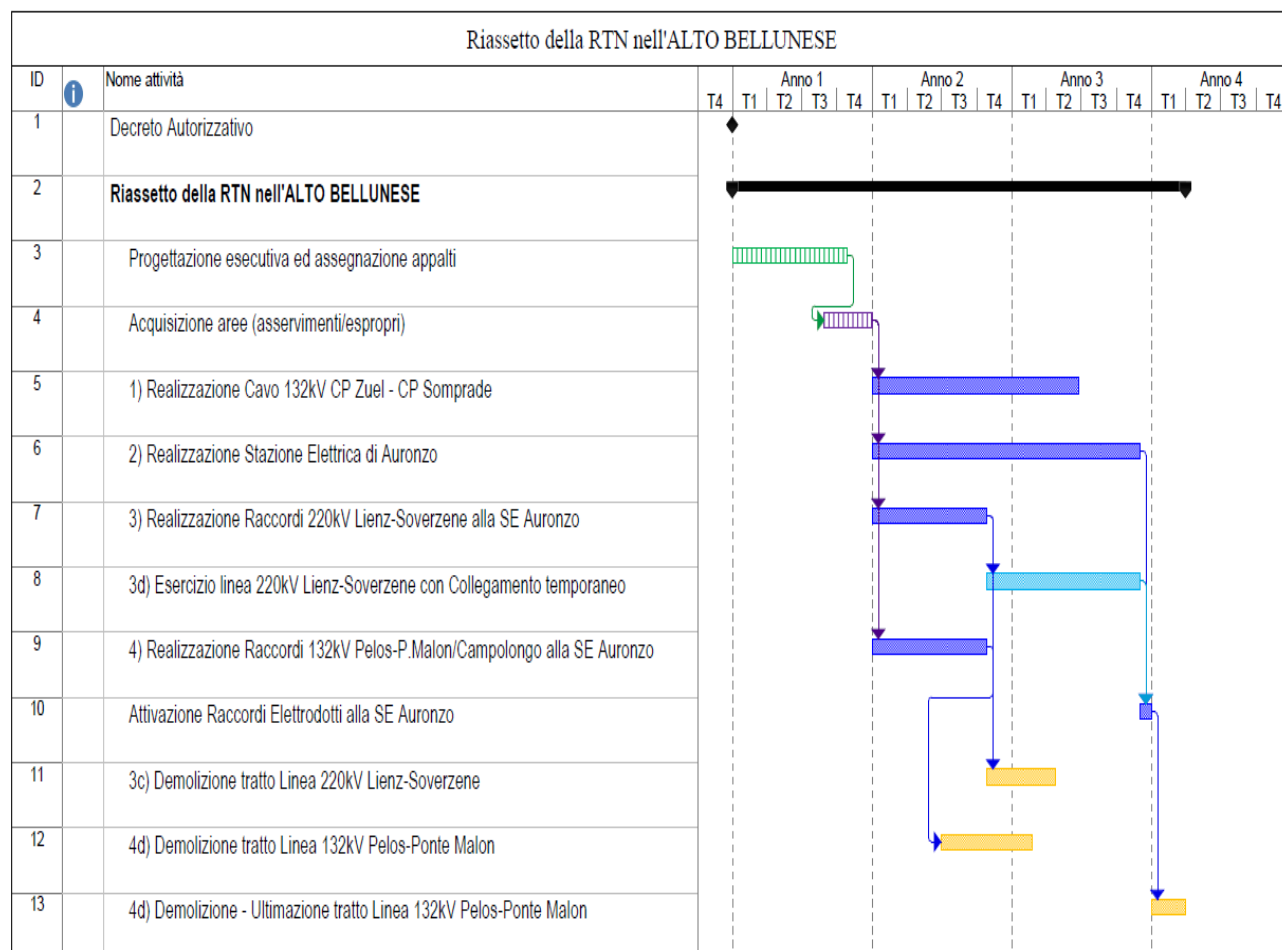 Riassetto della RTN nell'ALTO BELLUNESE
ID i Nome attività Anno 1 Anno 2 Anno 3 Anno 4
T4 T1 T2 T3 T4 T1 T2 T3 T4 T1 T2 T3 T4 T1 T2 T3 T4
1 Decreto Autorizzativo
2 Riassetto della RTN nell'ALTO BELLUNESE
3 Progettazione esecutiva ed assegnazione appalti
4 Acquisizione aree (asservimenti/espropri)
5 1) Realizzazione Cavo 132kV CP Zuel - CP Somprade
6 2) Realizzazione Stazione Elettrica di Auronzo
7 3) Realizzazione Raccordi 220kV Lienz-Soverzene alla SE Auronzo
8 3d) Esercizio linea 220kV Lienz-Soverzene con Collegamento temporaneo
9 4) Realizzazione Raccordi 132kV Pelos-P.Malon/Campolongo alla SE Auronzo
10 Attivazione Raccordi Elettrodotti alla SE Auronzo
11 3c) Demolizione tratto Linea 220kV Lienz-Soverzene
12 4d) Demolizione tratto Linea 132kV Pelos-Ponte Malon
13 4d) Demolizione - Ultimazione tratto Linea 132kV Pelos-Ponte Malon